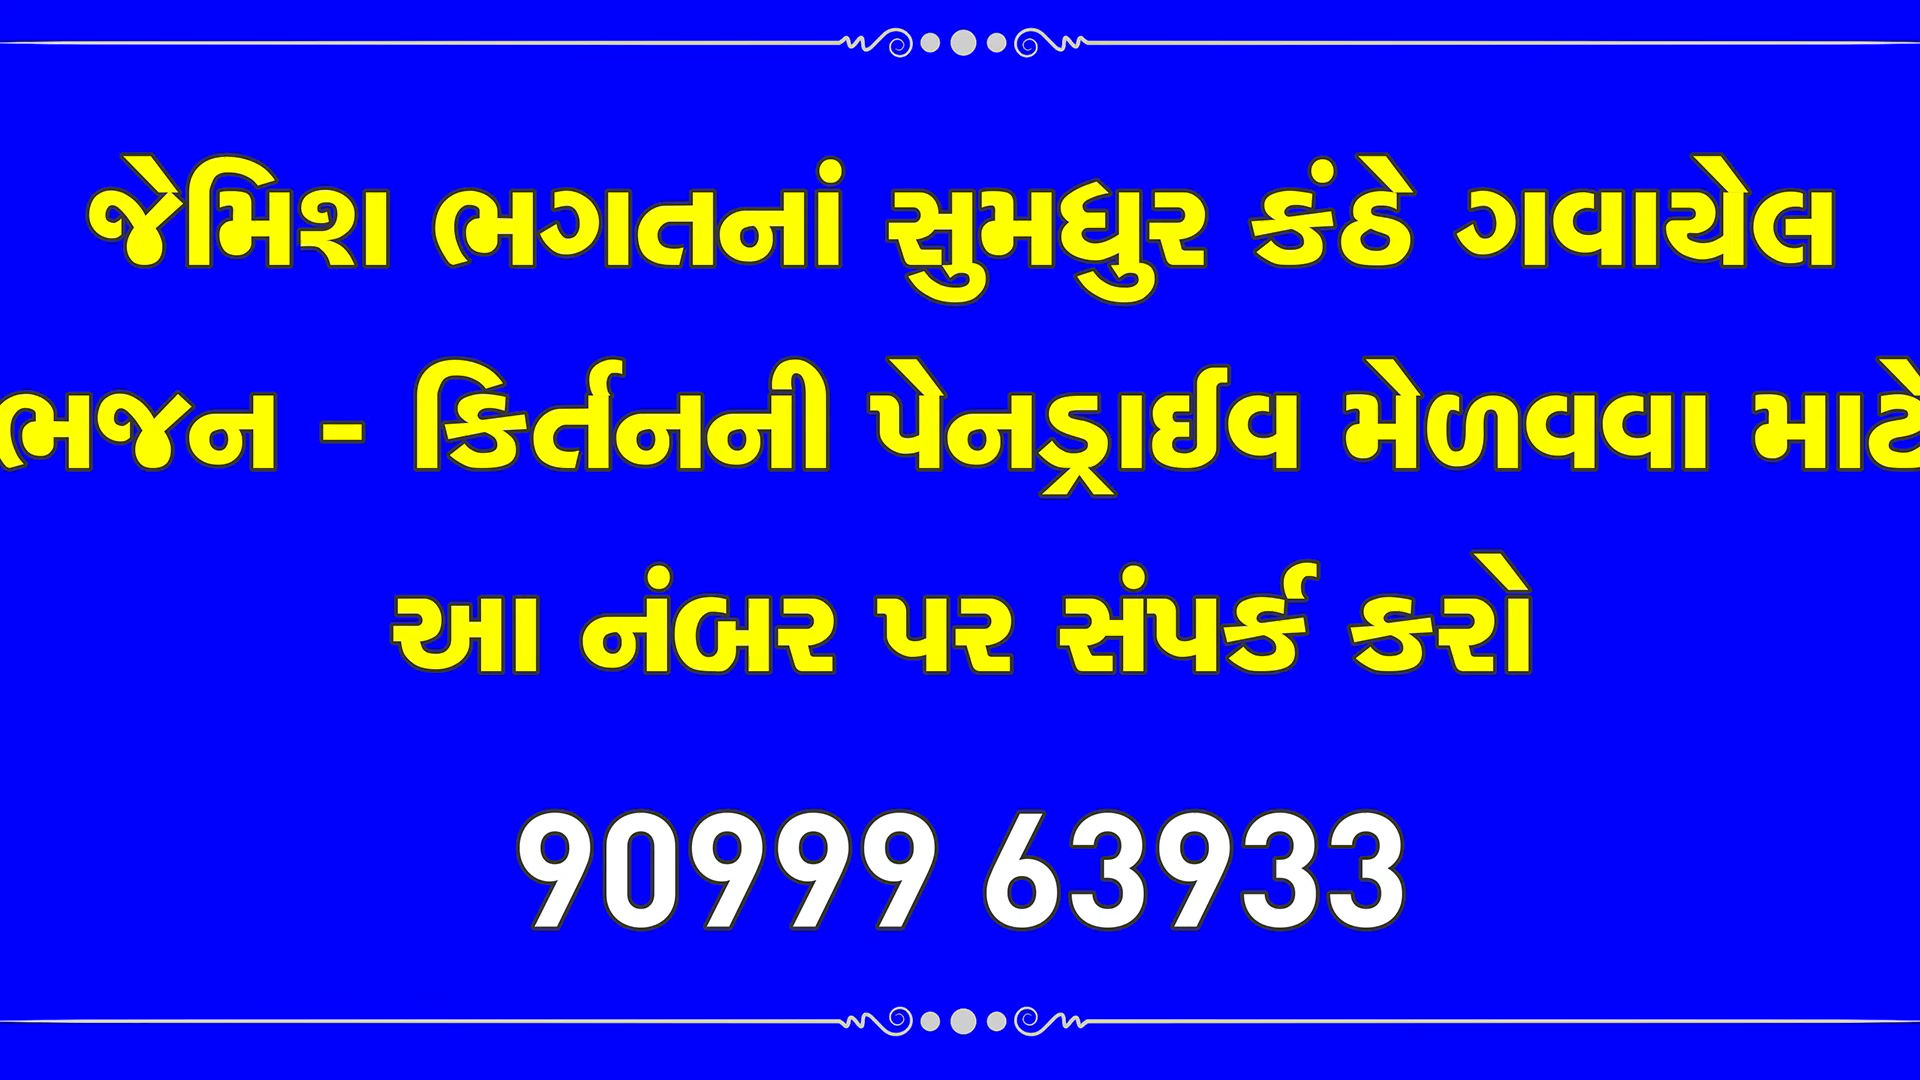 જેમિશ ભગતનાં સુમધુર કંઠે ગવાયેલ
ભજન - કિર્તનની પેનડ્રાઈવ મેળવવા માટે
આ નંબર પર સંપર્ક કરો
90999 63933